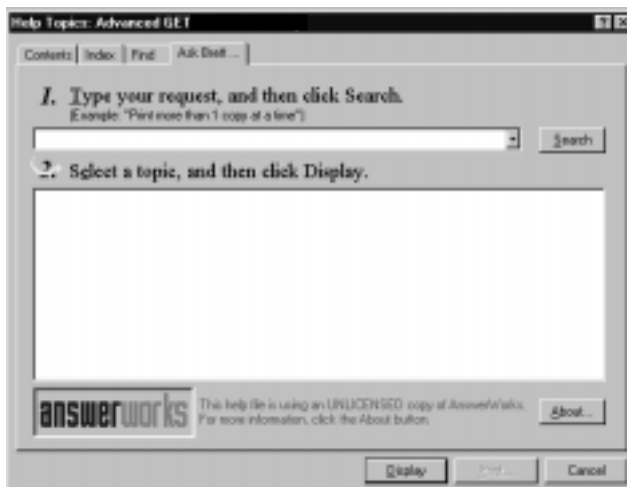 Help Topics: Advanced GET
Contents Index Find Ask Brett ...
1. Type your request, and then click Search.
(Example: "Print more than 1 copy at a time")
Search
2. Select a topic, and then click Display.
answerworks
This help file is using an UNLICENSED copy of AnswerWorks.
For more information, click the About button.
About...
Display Print... Cancel